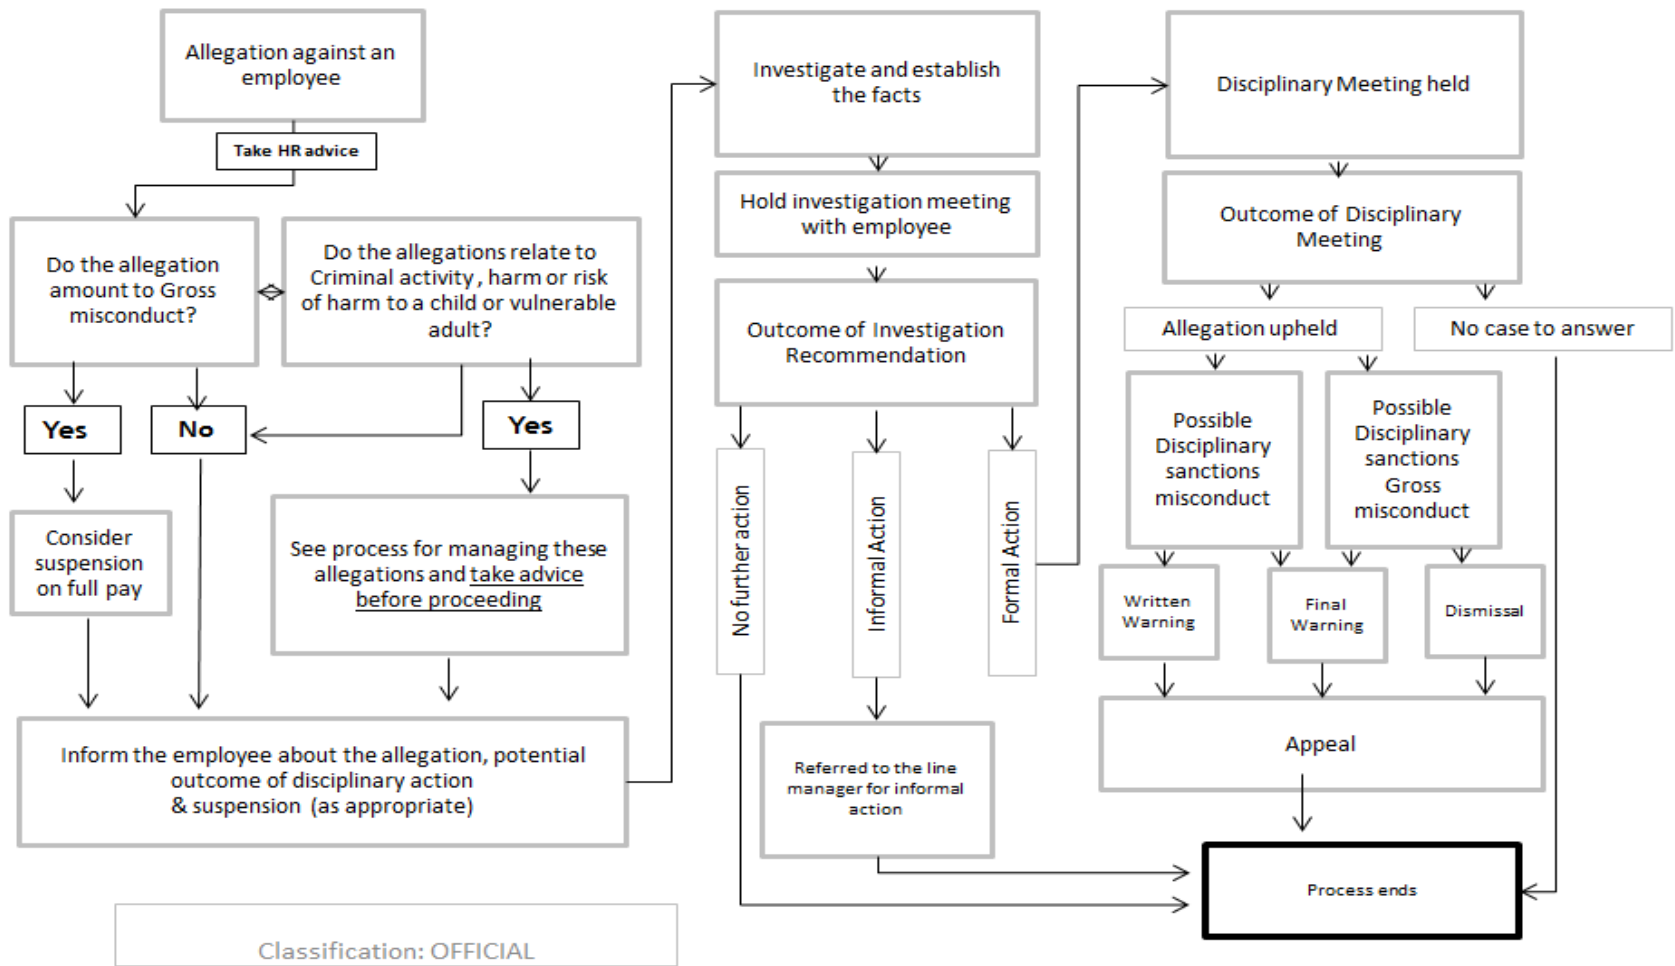 Allegation against an
employee
Take HR advice
Do the allegation
amount to Gross
misconduct?
Do the allegations relate to
Criminal activity , harm or risk
of harm to a child or vulnerable
adult?
Yes
No
Yes
Consider
suspension
on full pay
See process for managing these
allegations and take advice
before proceeding
Inform the employee about the allegation, potential
outcome of disciplinary action
& suspension (as appropriate)
Investigate and establish
the facts
Hold investigation meeting
with employee
Outcome of Investigation
Recommendation
No further action
Informal Action
Formal Action
Referred to the line
manager for informal
action
Disciplinary Meeting held
Outcome of Disciplinary
Meeting
Allegation upheld
No case to answer
Possible
Disciplinary
sanctions
misconduct
Possible
Disciplinary
sanctions
Gross
misconduct
Written
Warning
Final
Warning
Dismissal
Appeal
Process ends
Classification: OFFICIAL